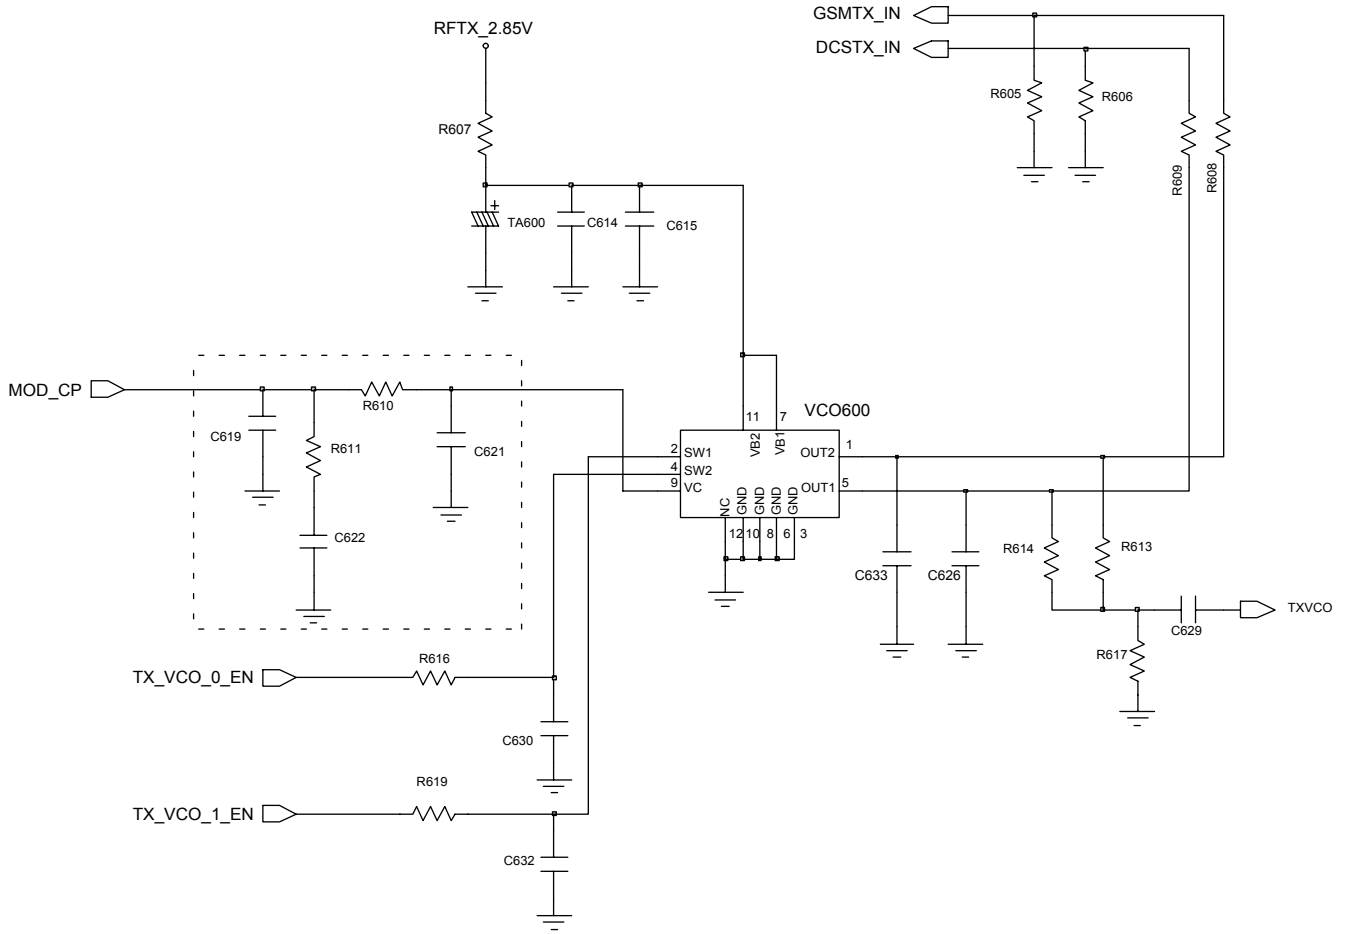 GSMTX_IN
RFTX_2.85V
DCSTX_IN
R605
R606
R607
R609
R608
+
TA600
C614
C615
MOD_CP
R610
C619
R611
C621
C622
VCO600
11
7
VB2
VB1
2
SW1
4
SW2
9
VC
OUT2
1
OUT1
5
NC
GND
GND
GND
GND
12
10
8
6
3
R614
R613
C633
C626
TXVCO
C629
R617
R616
TX_VCO_0_EN
C630
R619
TX_VCO_1_EN
C632